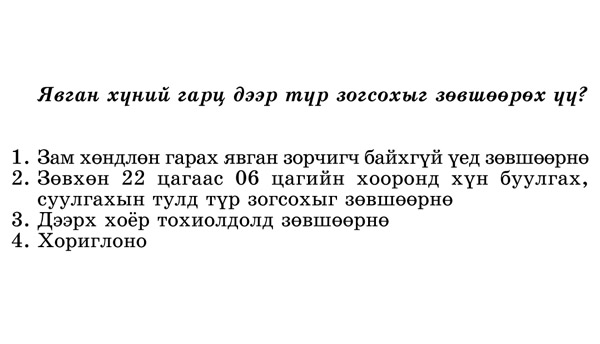 Явган хүний гарц дээр түр зогсохыг зөвшөөрөх үү?
1. Зам хөндлөн гарах явган зорчигч байхгүй үед зөвшөөрнө
2. Зөвхөн 22 цагаас 06 цагийн хооронд хүн буулгах,
суулгахын тулд түр зогсохыг зөвшөөрнө
3. Дээрх хоёр тохиолдолд зөвшөөрнө
4. Хориглоно